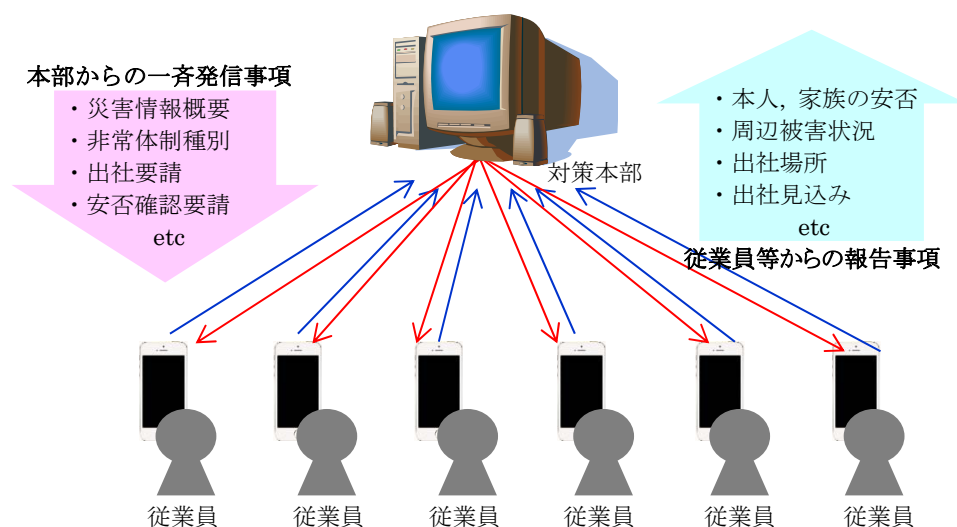 本部からの一斉発信事項
・災害情報概要
・非常体制種別
・出社要請
・安否確認要請
etc
対策本部
・本人, 家族の安否
・周辺被害状況
・出社場所
・出社見込み
etc
従業員等からの報告事項
従業員
従業員
従業員
従業員
従業員
従業員